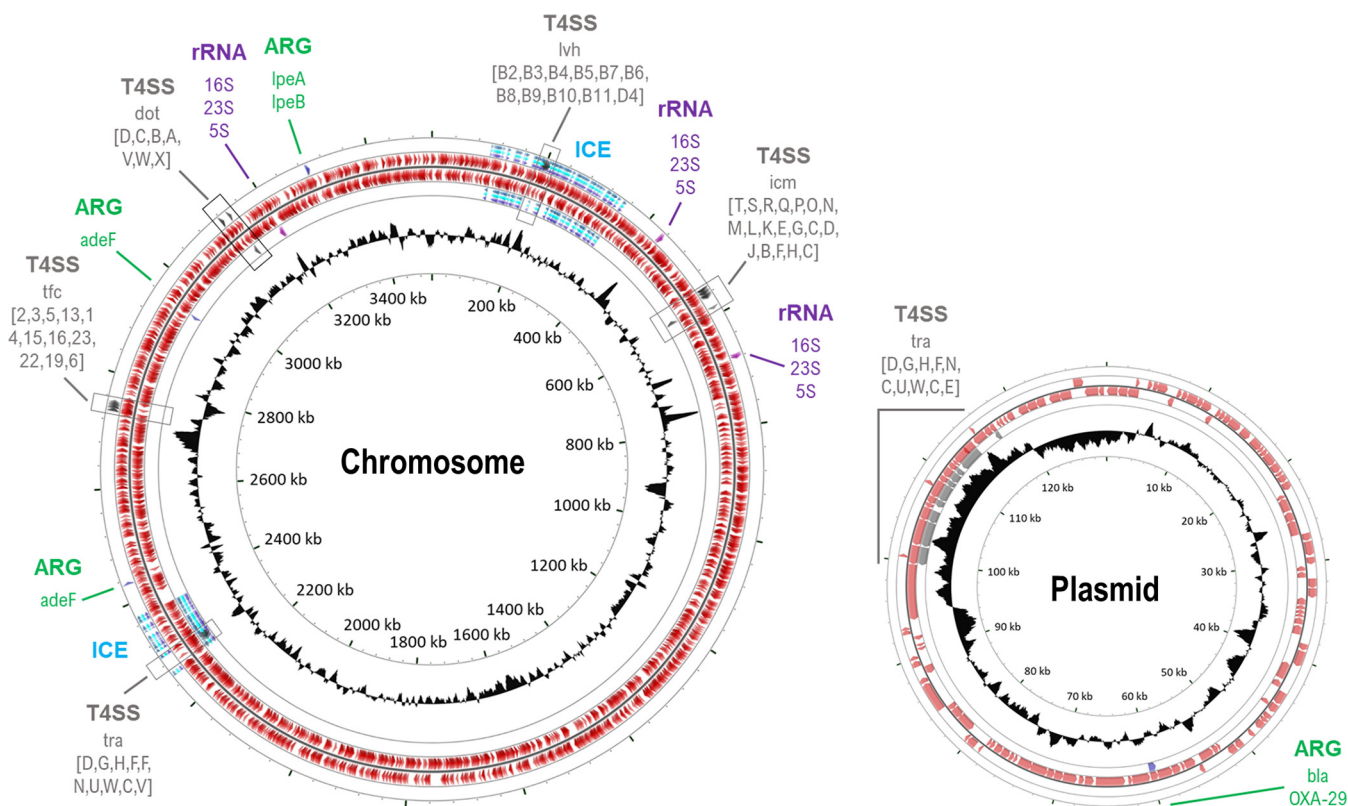 T4SS
lvh
[B2,B3,B4,B5,B7,B6,
B8,B9,B10,B11,D4]
rRNA
16S
23S
5S
ARG
lpeA
lpeB
T4SS
dot
[D,C,B,A,
V,W,X]
ICE
rRNA
16S
23S
5S
T4SS
icm
[T,S,R,Q,P,O,N,
M,L,K,E,G,C,D,
J,B,F,H,C]
ARG
adeF
T4SS
tfc
[2,3,5,13,1
4,15,16,23,
22,19,6]
rRNA
16S
23S
5S
3400 kb
200 kb
3200 kb
400 kb
3000 kb
600 kb
2800 kb
800 kb
Chromosome
2600 kb
1000 kb
2400 kb
1200 kb
2200 kb
1400 kb
2000 kb
1800 kb
1600 kb
ARG
adeF
ICE
T4SS
tra
[D,G,H,F,F,
N,U,W,C,V]
T4SS
tra
[D,G,H,F,N,
C,U,W,C,E]
120 kb
10 kb
110 kb
20 kb
100 kb
30 kb
Plasmid
90 kb
40 kb
80 kb
50 kb
70 kb
60 kb
ARG
bla
OXA-29